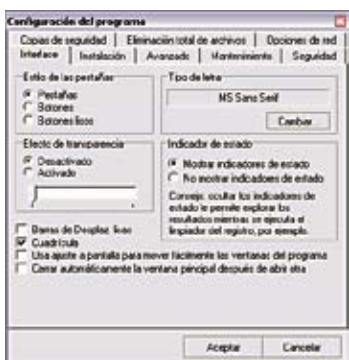 Configuración del programa
Copias de seguridad
Eliminación total de archivos
Opciones de red
Interface
Instalación
Avanzado
Mantenimiento
Seguridad
Estilo de las pestañas
Pestañas
Botones
Botones lisos
Tipo de letra
MS Sans Serif
Cambiar
Efecto de transparencia
Desactivado
Activado
Indicador de estado
Mostrar indicadores de estado
No mostrar indicadores de estado
Consejo: ocultar los indicadores de
estado le permite explorar los
resultados mientras se ejecuta el
limpiador del registro, por ejemplo.
Barras de Desplaz. lisas
Cuadrícula
Usa ajuste a pantalla para mover fácilmente las ventanas del programa
Cerrar automáticamente la ventana principal después de abrir otra
Aceptar
Cancelar